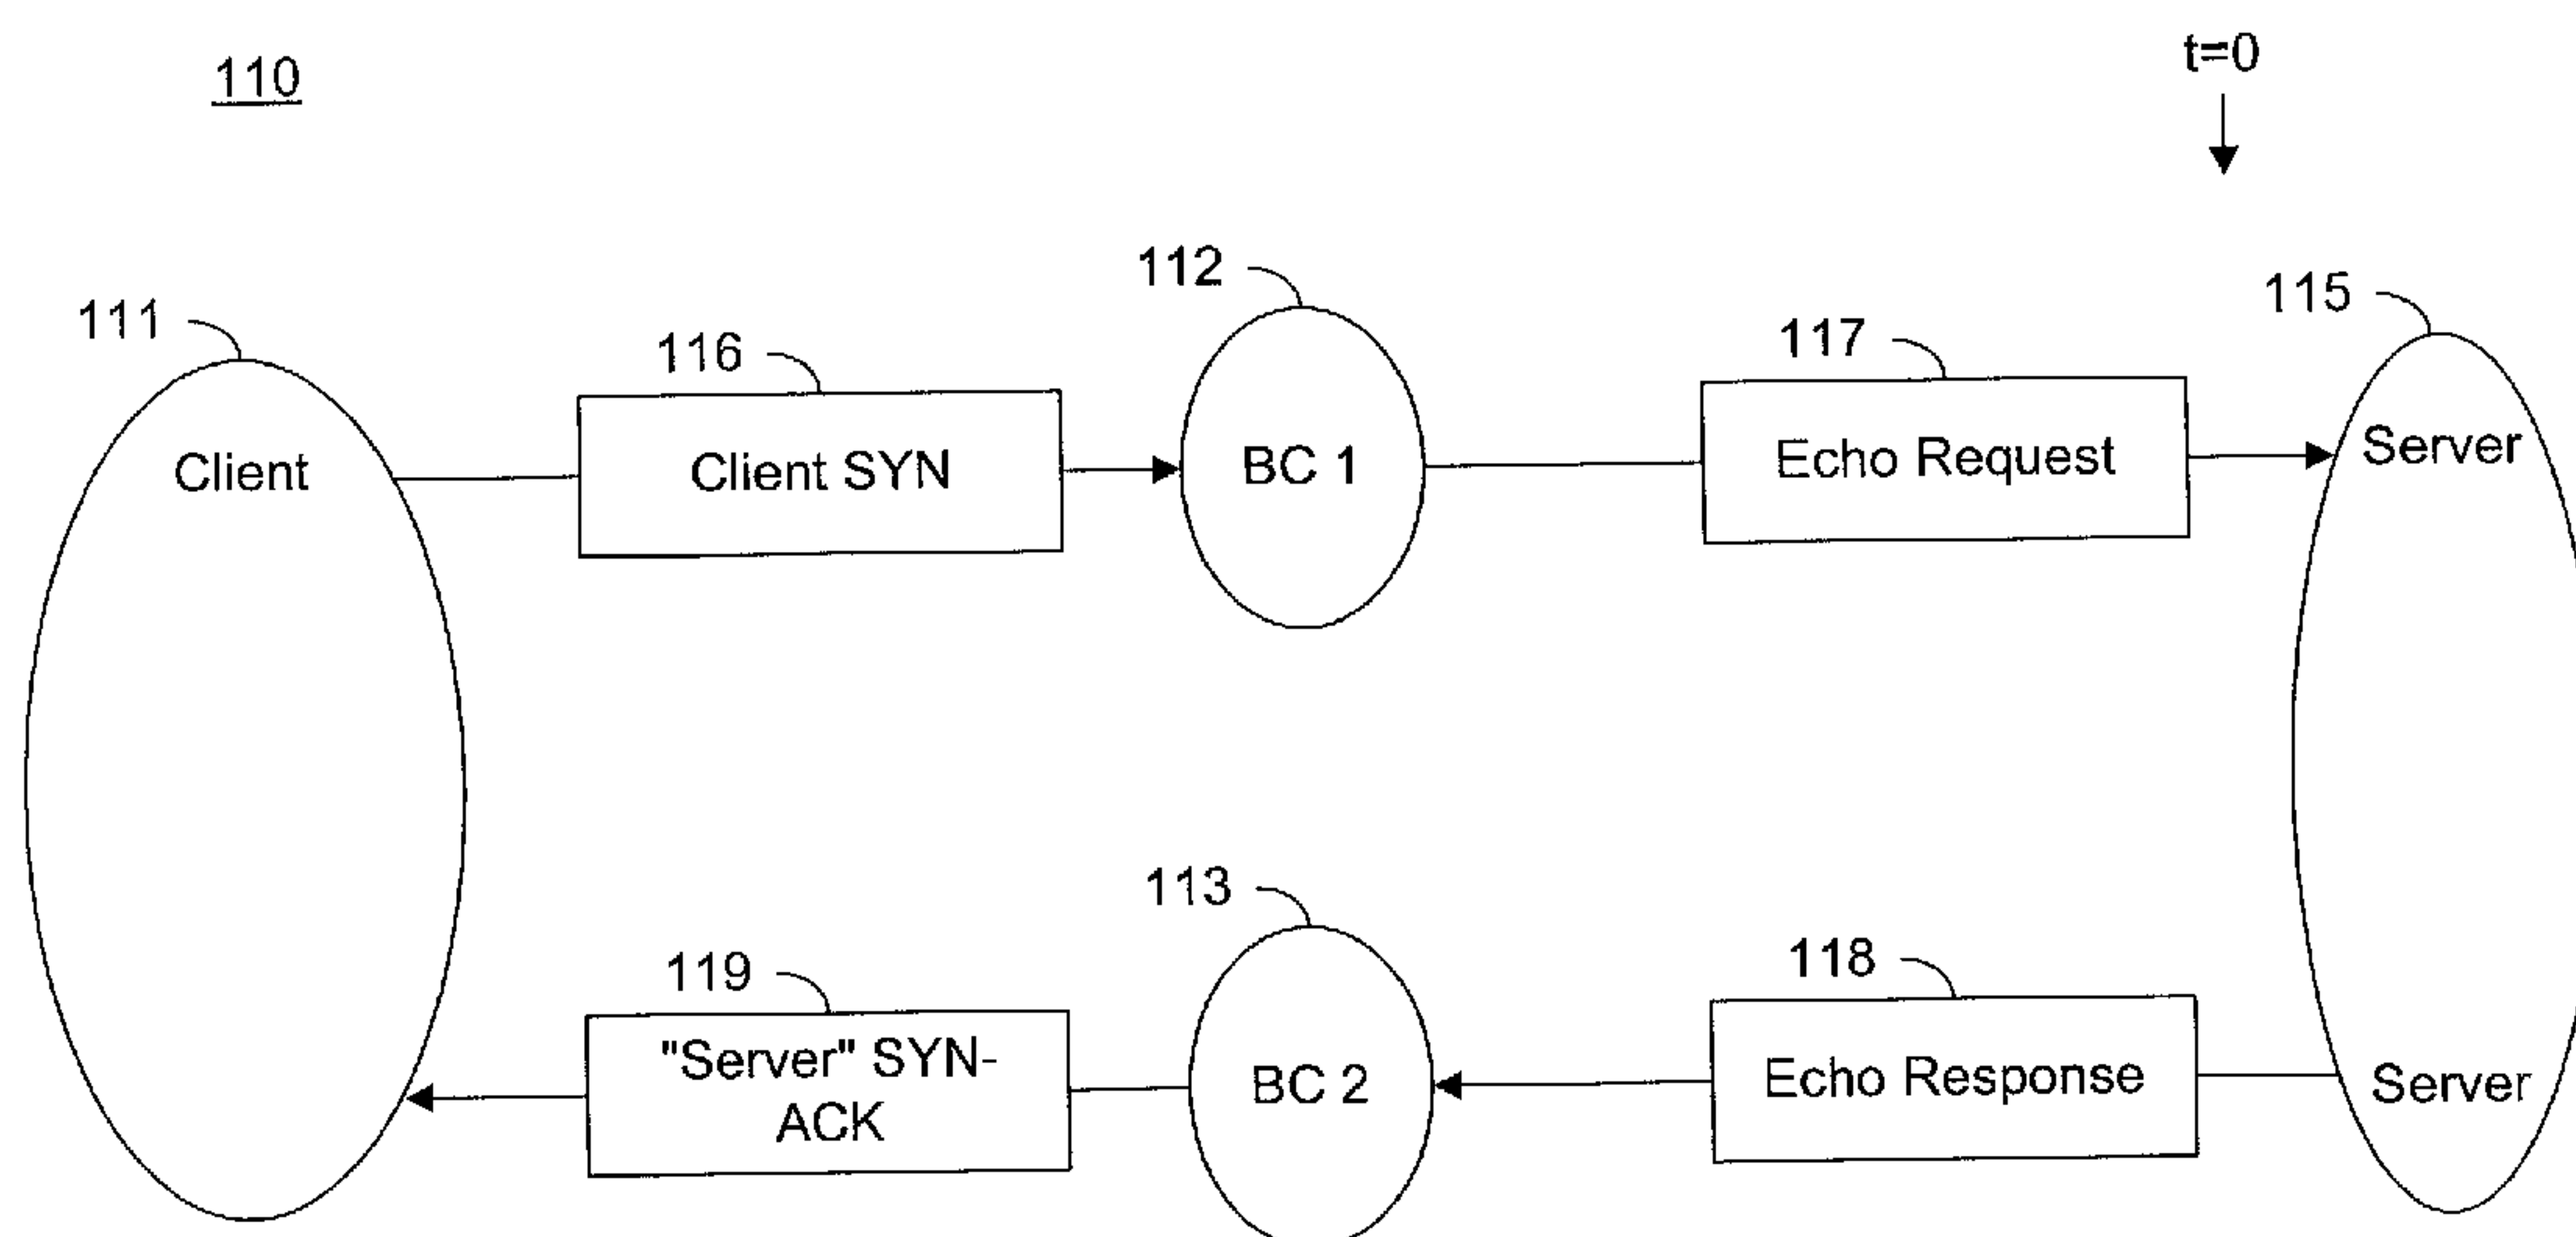 110
t=0
112
115
111
116
117
Client
Client SYN
BC 1
Echo Request
Server
113
119
118
"Server" SYN-
ACK
BC 2
Echo Response
Server